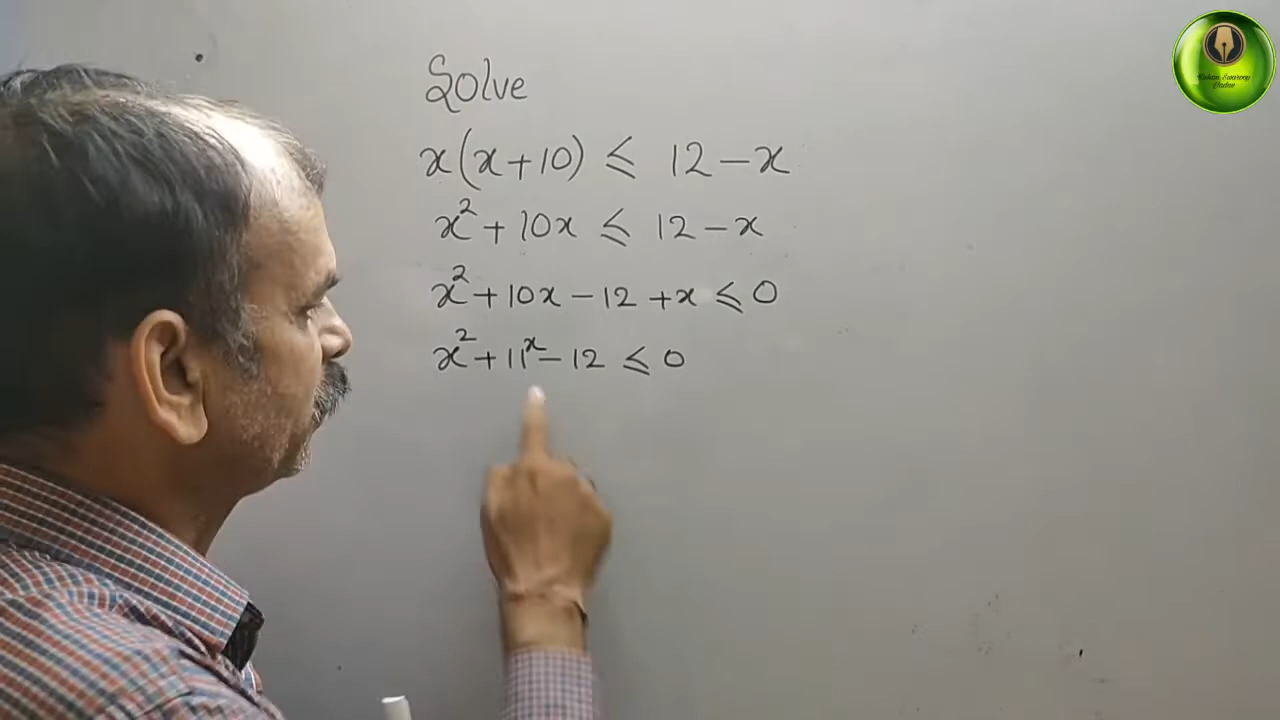 Solve
x(x+10) ⩽ 12-x
x² + 10x ⩽ 12-x
x² + 10x - 12 + x ⩽ 0
x² + 11ˣ - 12 ⩽ 0